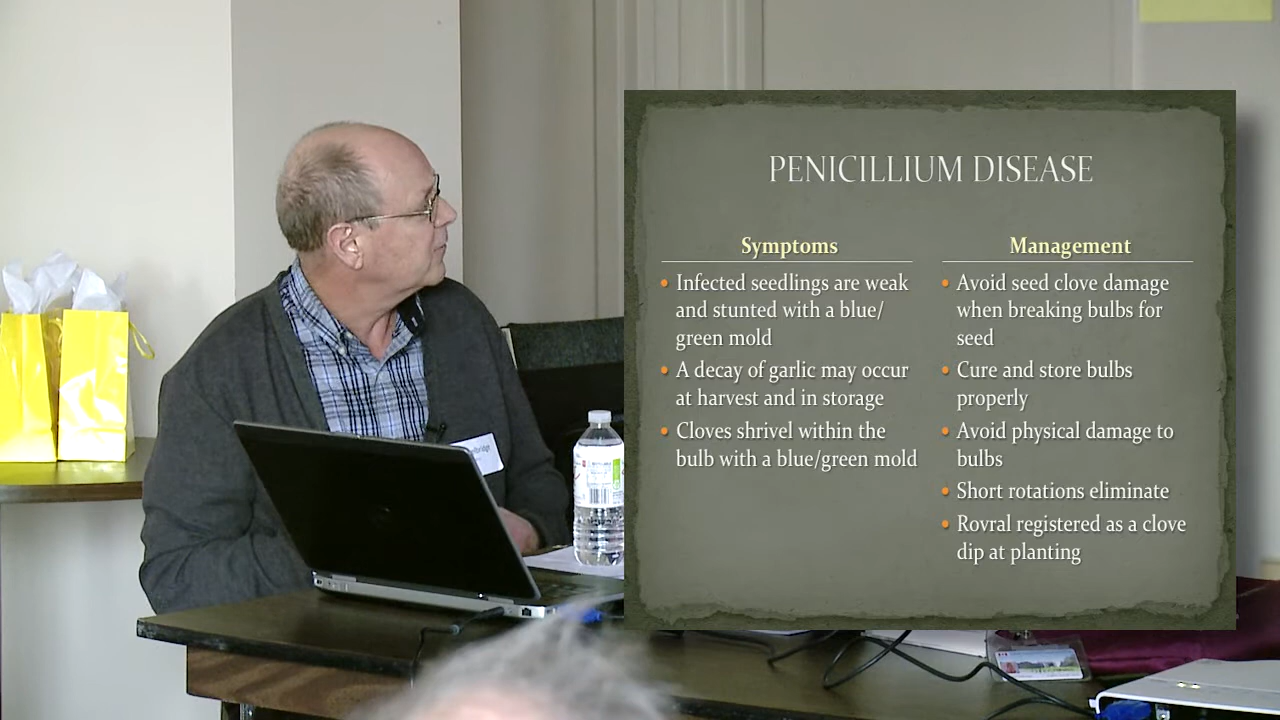 PENICILLIUM DISEASE
Symptoms
Infected seedlings are weak
and stunted with a blue/
green mold
A decay of garlic may occur
at harvest and in storage
Cloves shrivel within the
bulb with a blue/green mold
Management
Avoid seed clove damage
when breaking bulbs for
seed
Cure and store bulbs
properly
Avoid physical damage to
bulbs
Short rotations eliminate
Rovral registered as a clove
dip at planting